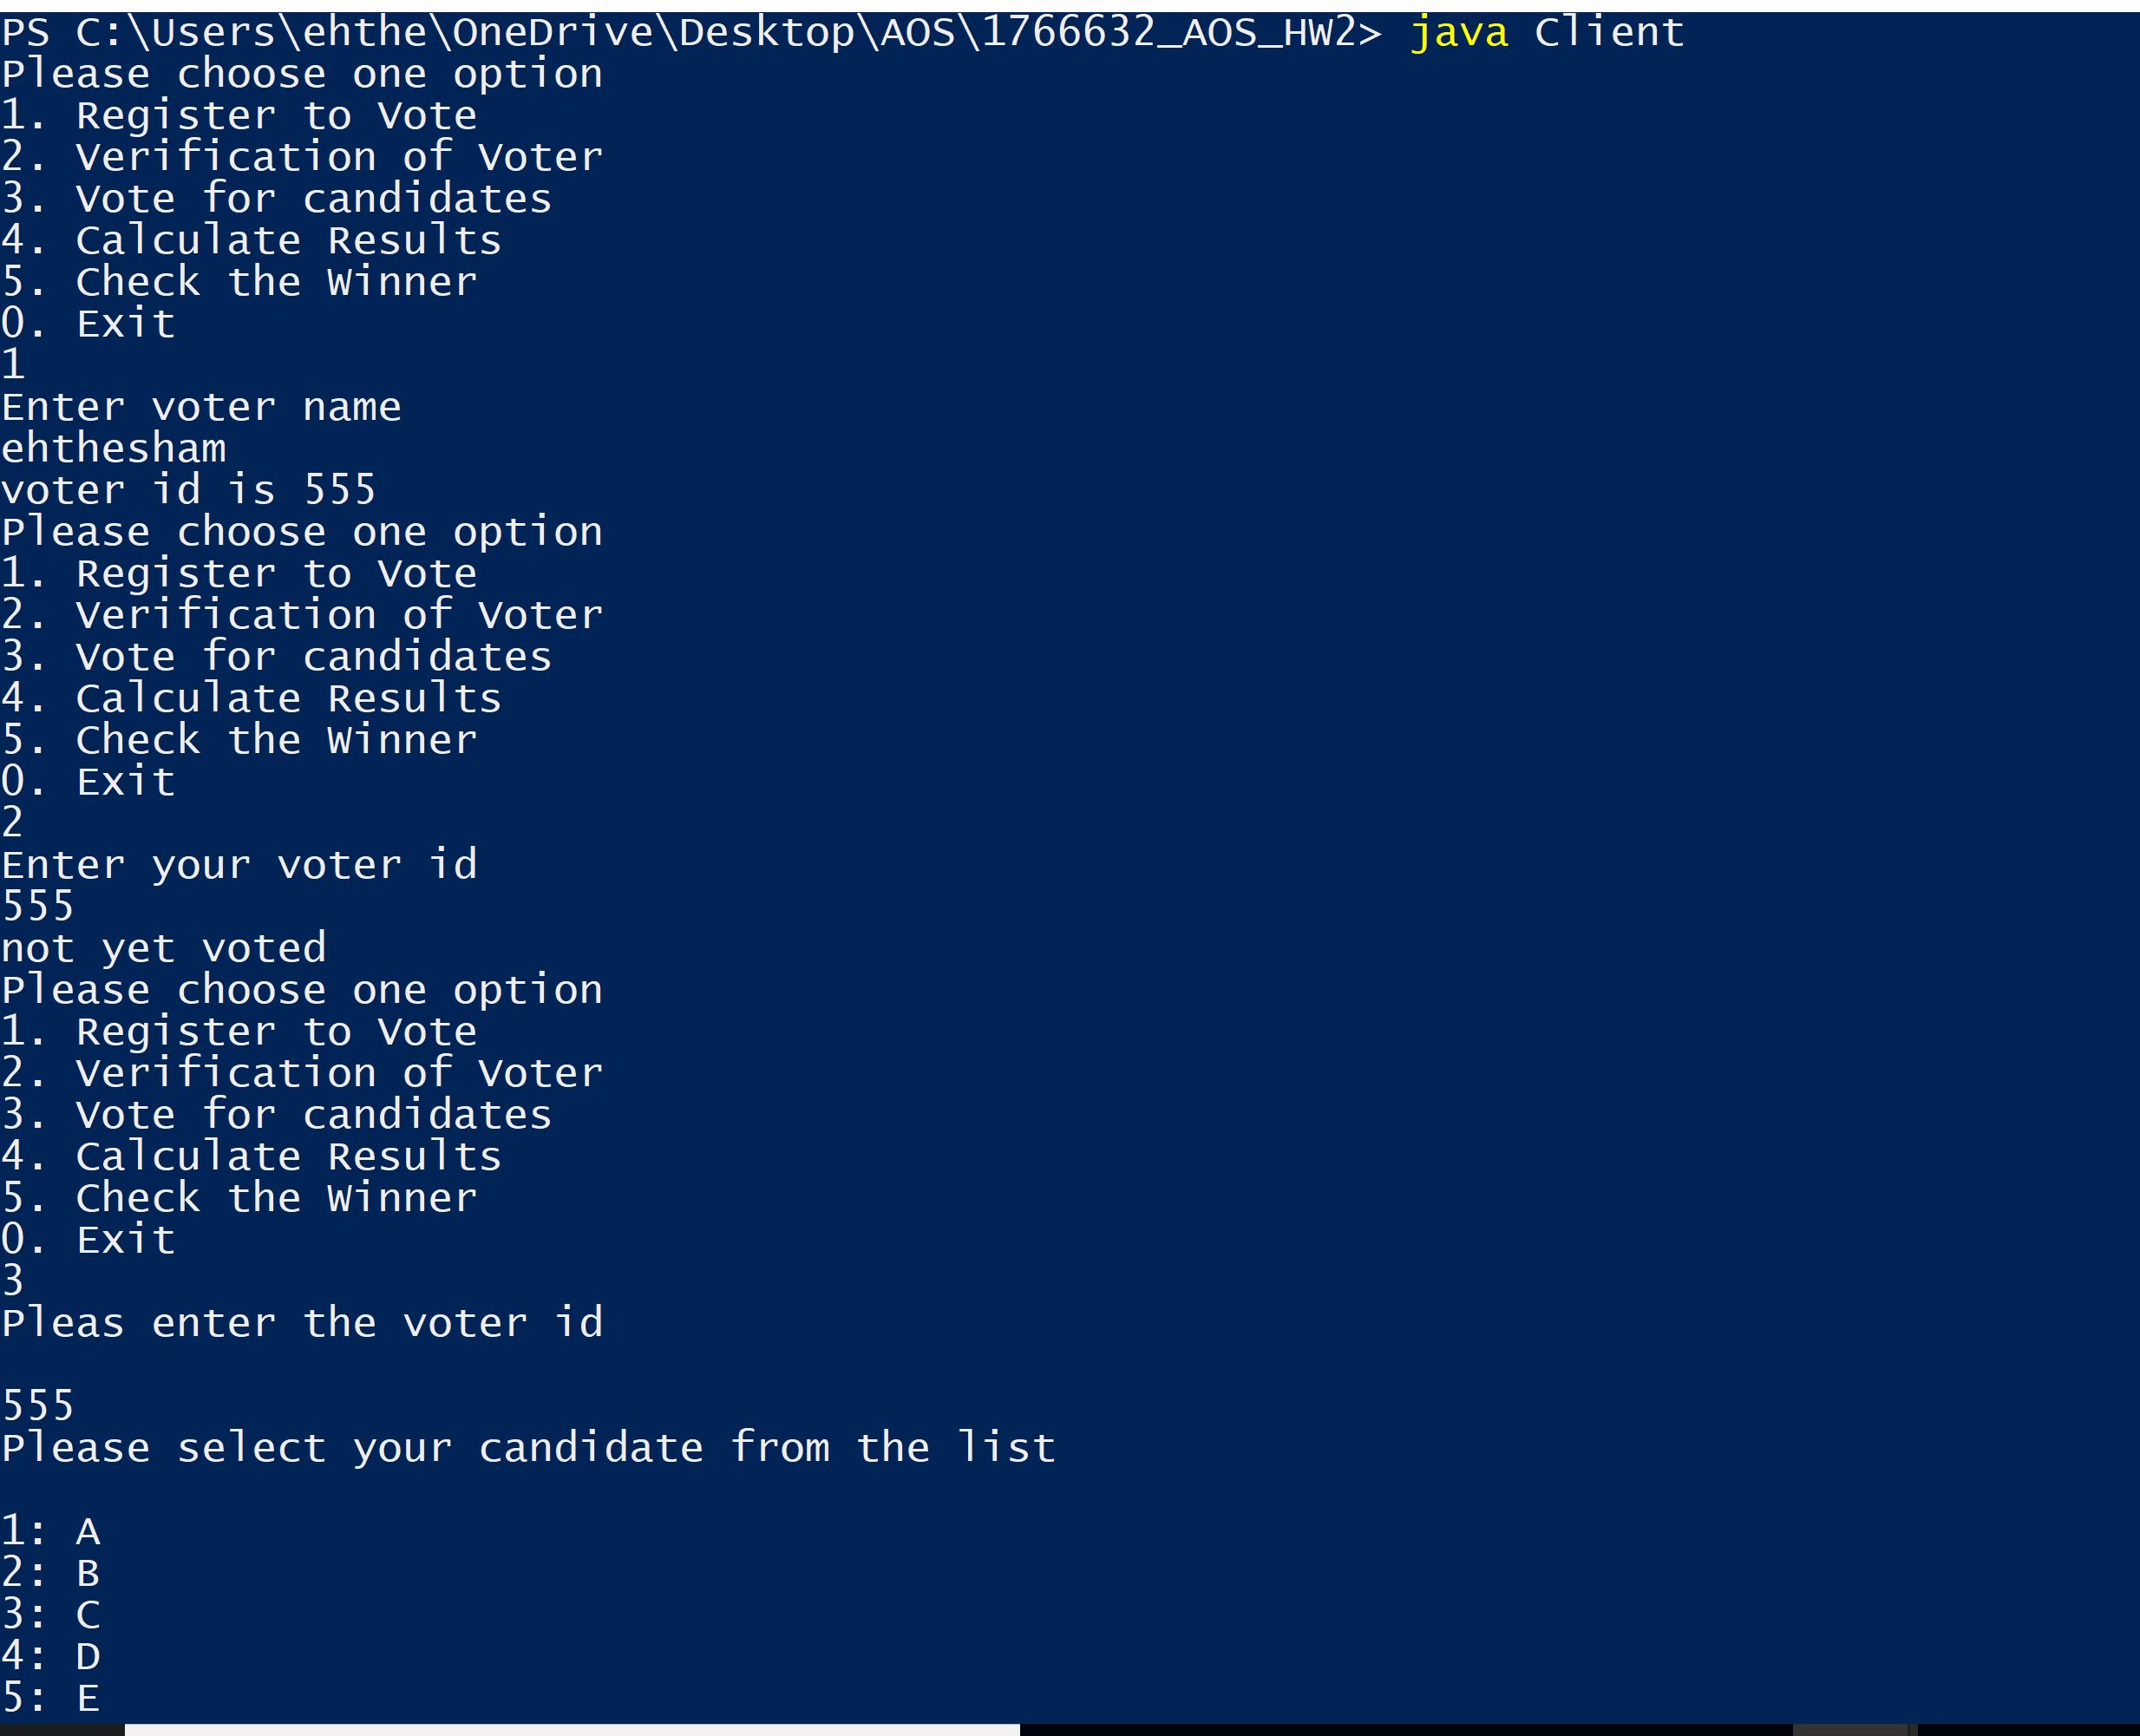 PS C:\Users\ehthe\OneDrive\Desktop\AOS\1766632_AOS_HW2> java Client
Please choose one option
1. Register to Vote
2. Verification of Voter
3. Vote for candidates
4. Calculate Results
5. Check the Winner
0. Exit
1
Enter voter name
ehthesham
voter id is 555
Please choose one option
1. Register to Vote
2. Verification of Voter
3. Vote for candidates
4. Calculate Results
5. Check the Winner
0. Exit
2
Enter your voter id
555
not yet voted
Please choose one option
1. Register to Vote
2. Verification of Voter
3. Vote for candidates
4. Calculate Results
5. Check the Winner
0. Exit
3
Pleas enter the voter id
555
Please select your candidate from the list
1: A
2: B
3: C
4: D
5: E